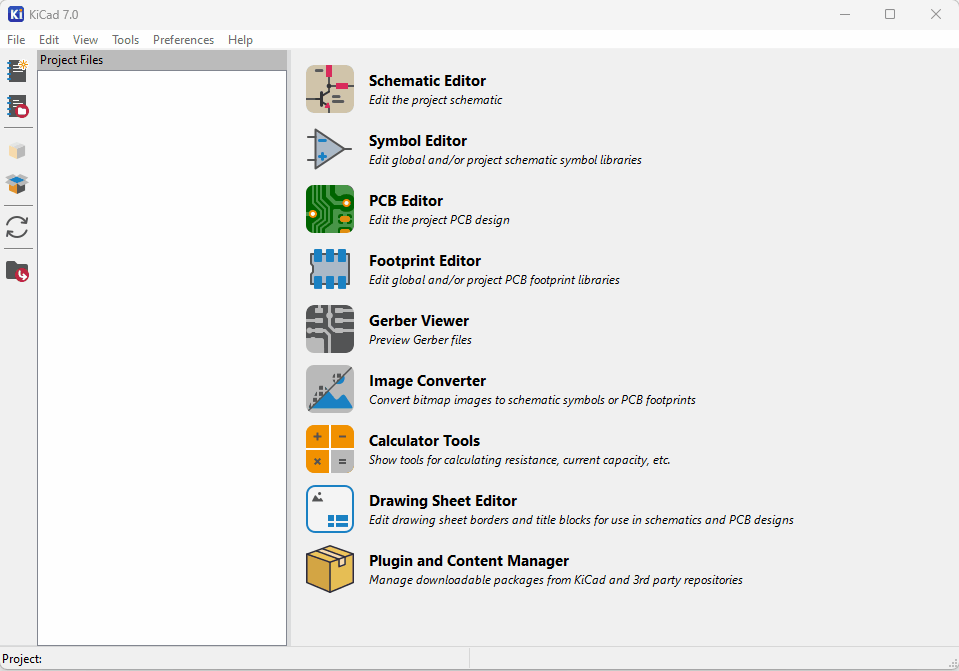 KiCad 7.0
File Edit View Tools Preferences Help
Project Files
Schematic Editor
Edit the project schematic
Symbol Editor
Edit global and/or project schematic symbol libraries
PCB Editor
Edit the project PCB design
Footprint Editor
Edit global and/or project PCB footprint libraries
Gerber Viewer
Preview Gerber files
Image Converter
Convert bitmap images to schematic symbols or PCB footprints
Calculator Tools
Show tools for calculating resistance, current capacity, etc.
Drawing Sheet Editor
Edit drawing sheet borders and title blocks for use in schematics and PCB designs
Plugin and Content Manager
Manage downloadable packages from KiCad and 3rd party repositories
Project: